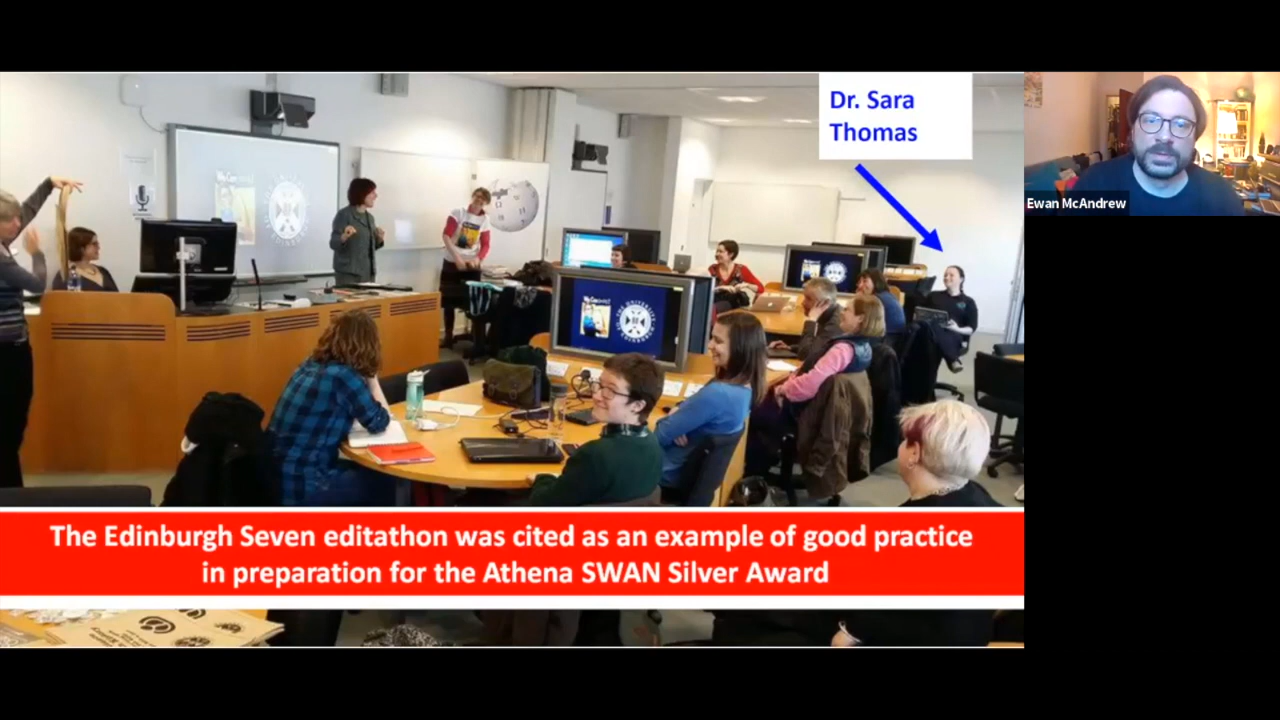 Dr. Sara
Thomas
Ewan McAndrew
The Edinburgh Seven editathon was cited as an example of good practice
in preparation for the Athena SWAN Silver Award